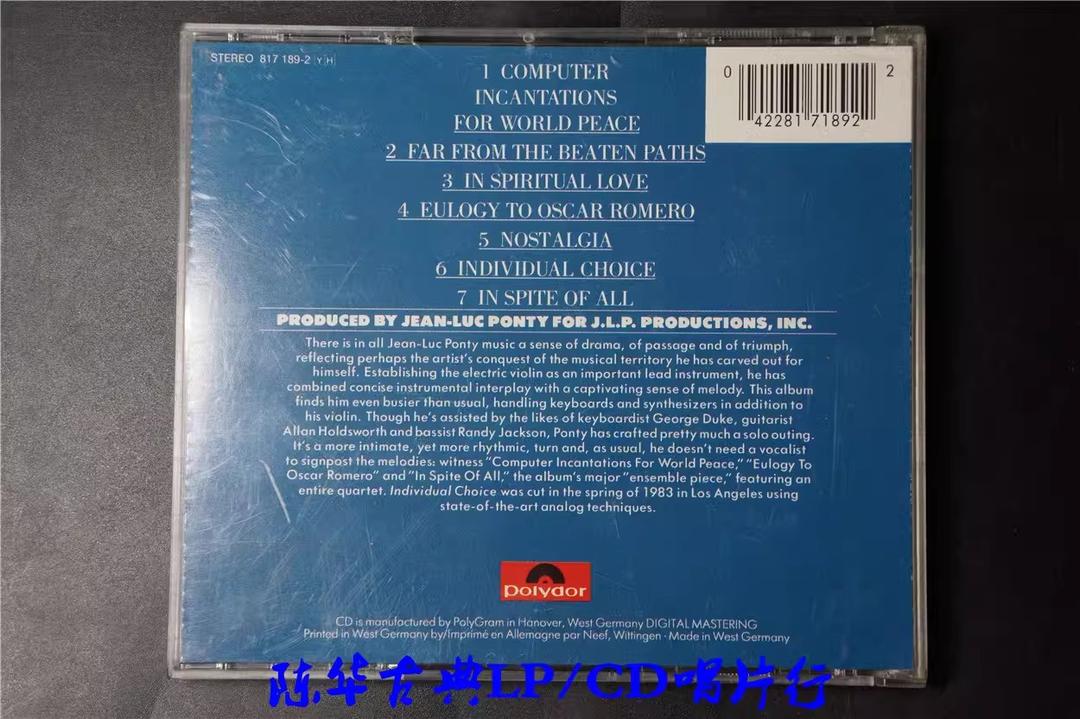 STEREO 817 189-2 Y H
0 42281 71892 2
1 COMPUTER
INCANTATIONS
FOR WORLD PEACE
2 FAR FROM THE BEATEN PATHS
3 IN SPIRITUAL LOVE
4 EULOGY TO OSCAR ROMERO
5 NOSTALGIA
6 INDIVIDUAL CHOICE
7 IN SPITE OF ALL
PRODUCED BY JEAN-LUC PONTY FOR J.L.P. PRODUCTIONS, INC.
There is in all Jean-Luc Ponty music a sense of drama, of passage and of triumph,
reflecting perhaps the artist's conquest of the musical territory he has carved out for
himself. Establishing the electric violin as an important lead instrument, he has
combined concise instrumental interplay with a captivating sense of melody. This album
finds him even busier than usual, handling keyboards and synthesizers in addition to
his violin. Though he's assisted by the likes of keyboardist George Duke, guitarist
Allan Holdsworth and bassist Randy Jackson, Ponty has crafted pretty much a solo outing.
It's a more intimate, yet more rhythmic, turn and, as usual, he doesn't need a vocalist
to signpost the melodies: witness "Computer Incantations For World Peace," "Eulogy To
Oscar Romero" and "In Spite Of All," the album's major "ensemble piece," featuring an
entire quartet. Individual Choice was cut in the spring of 1983 in Los Angeles using
state-of-the-art analog techniques.
polydor
CD is manufactured by PolyGram in Hanover, West Germany DIGITAL MASTERING
Printed in West Germany by/Imprimé en Allemagne par Neef, Wittingen · Made in West Germany
陈华古典LP/CD唱片行